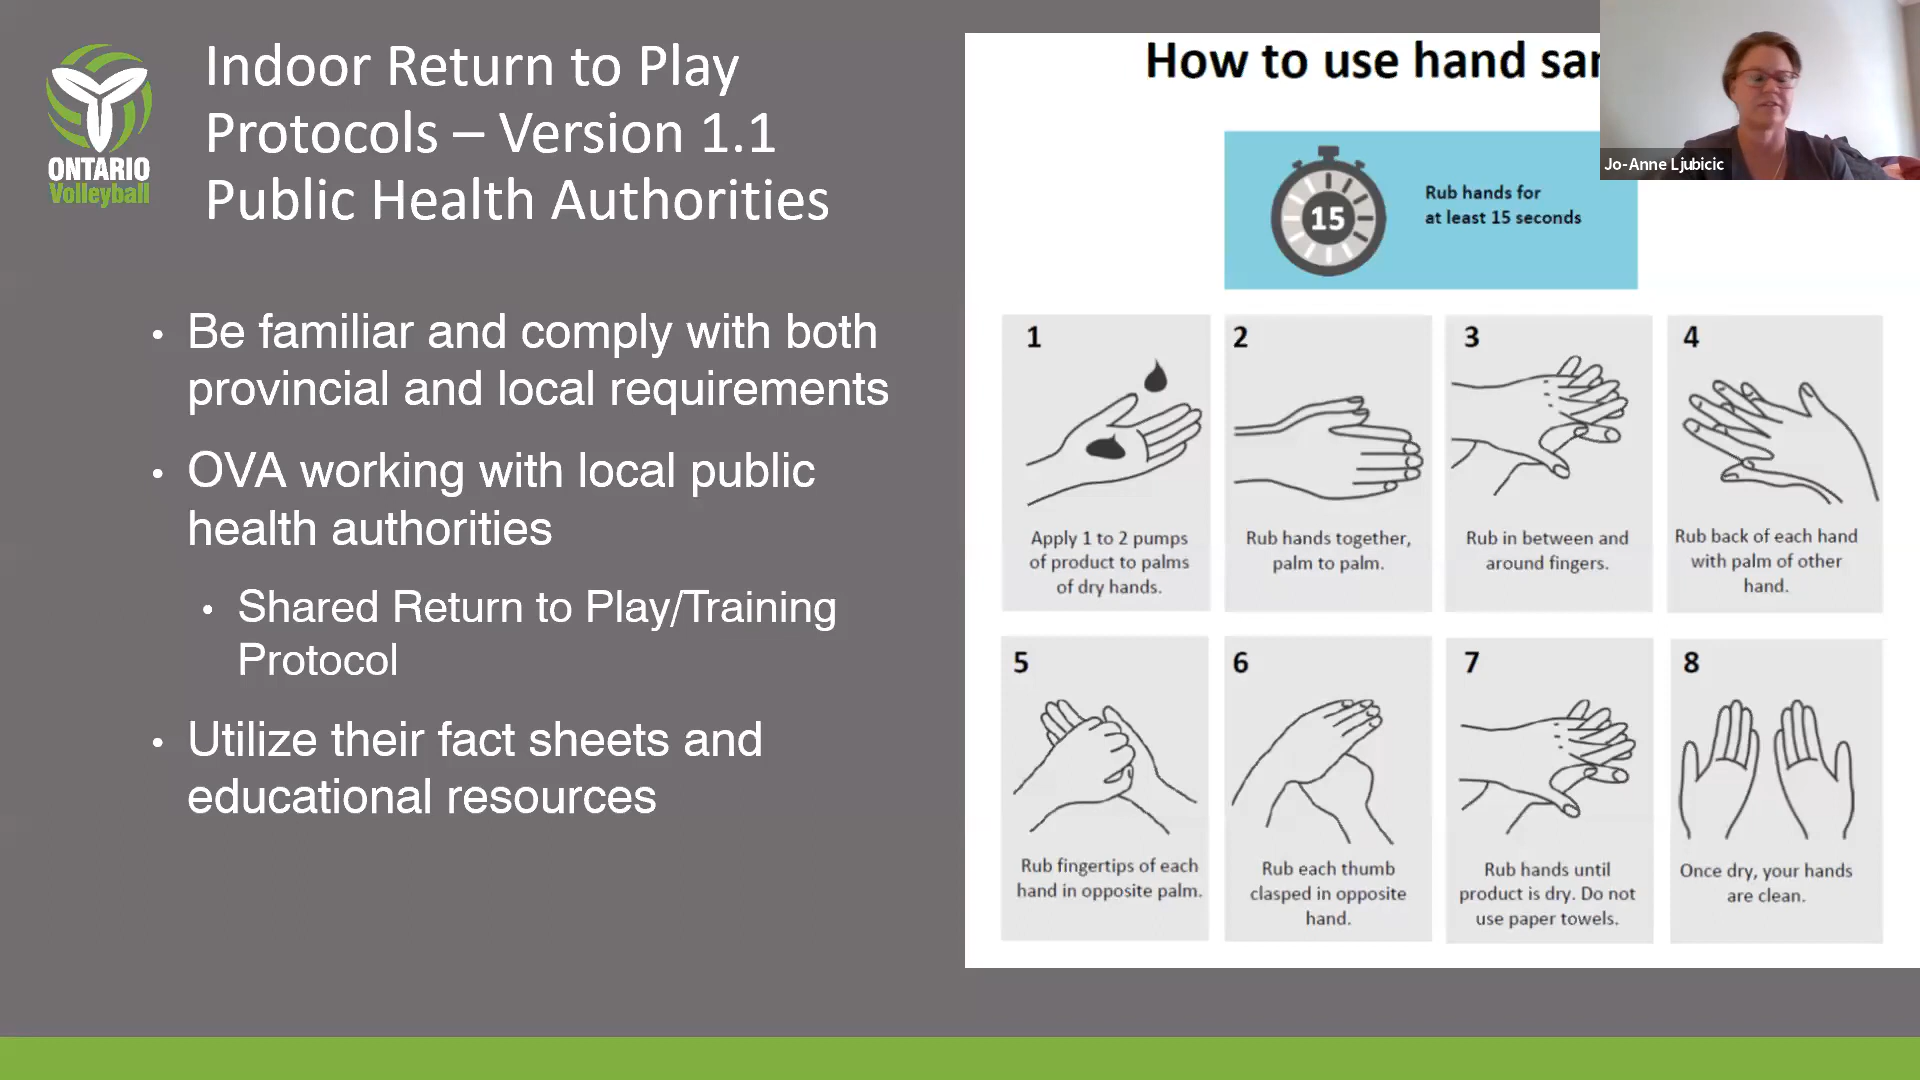 ONTARIO
Volleyball
Indoor Return to Play
Protocols – Version 1.1
Public Health Authorities
• Be familiar and comply with both
provincial and local requirements
• OVA working with local public
health authorities
• Shared Return to Play/Training
Protocol
• Utilize their fact sheets and
educational resources
How to use hand
15
Rub hands for
at least 15 seconds
Jo-Anne Ljubicic
1
Apply 1 to 2 pumps
of product to palms
of dry hands.
2
Rub hands together,
palm to palm.
3
Rub in between and
around fingers.
4
Rub back of each hand
with palm of other
hand.
5
Rub fingertips of each
hand in opposite palm.
6
Rub each thumb
clasped in opposite
hand.
7
Rub hands until
product is dry. Do not
use paper towels.
8
Once dry, your hands
are clean.